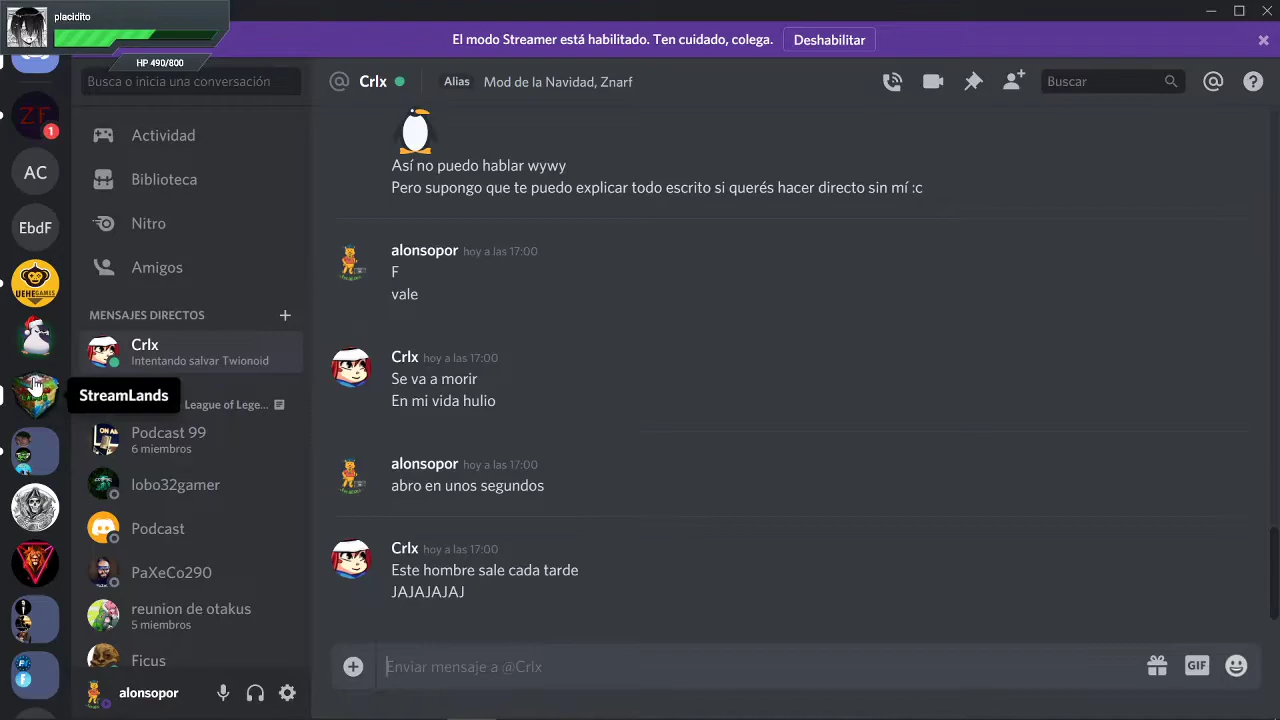 placidito
HP 490/800
El modo Streamer está habilitado. Ten cuidado, colega.
Deshabilitar
Busca o inicia una conversación
Crlx
Alias
Mod de la Navidad, Znarf
Buscar
ZF
1
AC
EbdF
UEHEGAMES
StreamLands
Actividad
Biblioteca
Nitro
Amigos
MENSAJES DIRECTOS
Crlx
Intentando salvar Twionoid
League of Lege...
Podcast 99
6 miembros
lobo32gamer
Podcast
PaXeCo290
reunion de otakus
5 miembros
Ficus
alonsopor
Así no puedo hablar wywy
Pero supongo que te puedo explicar todo escrito si querés hacer directo sin mí :c
alonsopor hoy a las 17:00
F
vale
Crlx hoy a las 17:00
Se va a morir
En mi vida hulio
alonsopor hoy a las 17:00
abro en unos segundos
Crlx hoy a las 17:00
Este hombre sale cada tarde
JAJAJAJAJ
Enviar mensaje a @Crlx
GIF